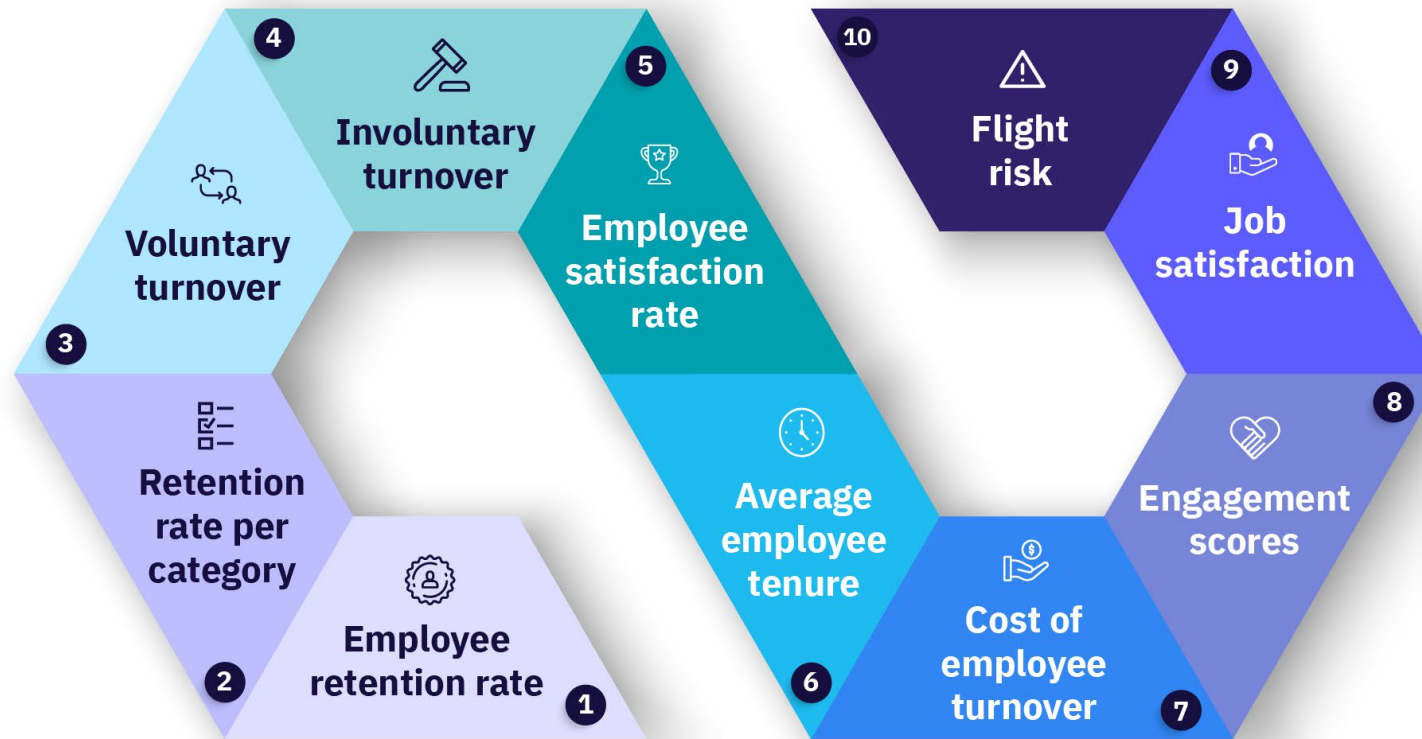 1
Employee
retention rate
2
Retention
rate per
category
3
Voluntary
turnover
4
Involuntary
turnover
5
Employee
satisfaction
rate
6
Average
employee
tenure
7
Cost of
employee
turnover
8
Engagement
scores
9
Job
satisfaction
10
Flight
risk